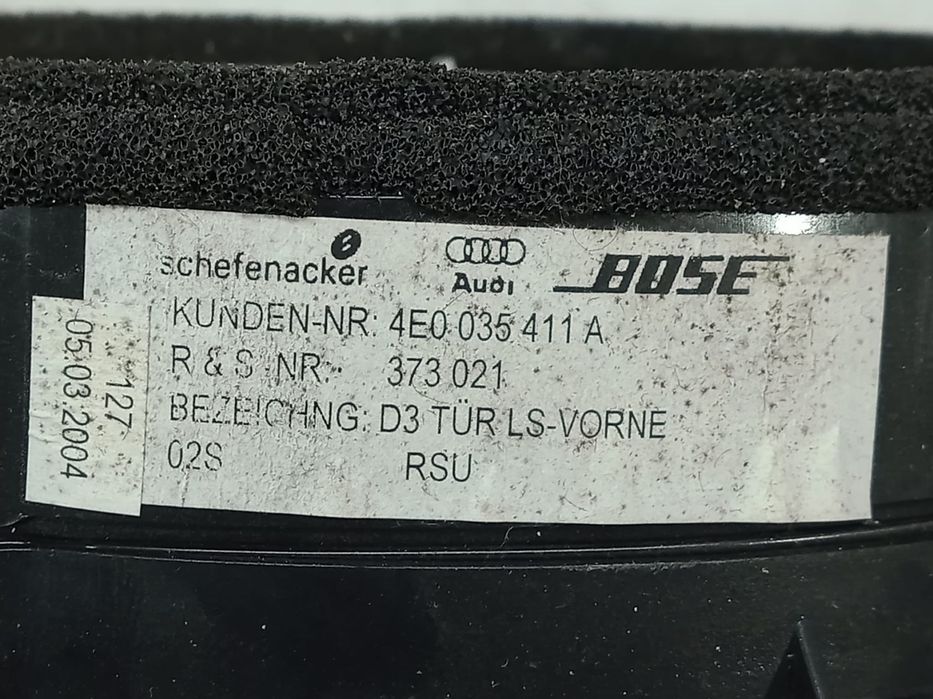 schefenacker
Audi
BOSE
KUNDEN-NR: 4E0 035 411 A
R & S NR: 373 021
BEZEICHNG: D3 TÜR LS-VORNE
02S RSU
127
05.03.2004